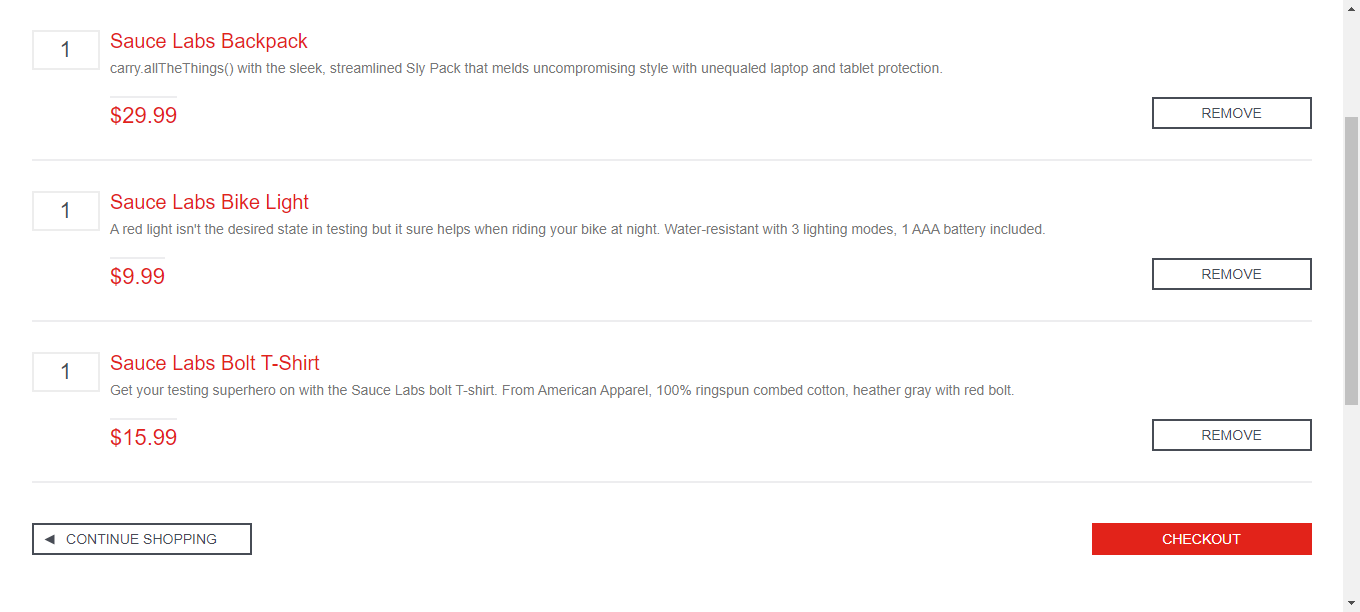 1
Sauce Labs Backpack
carry.allTheThings() with the sleek, streamlined Sly Pack that melds uncompromising style with unequaled laptop and tablet protection.
$29.99
REMOVE
1
Sauce Labs Bike Light
A red light isn't the desired state in testing but it sure helps when riding your bike at night. Water-resistant with 3 lighting modes, 1 AAA battery included.
$9.99
REMOVE
1
Sauce Labs Bolt T-Shirt
Get your testing superhero on with the Sauce Labs bolt T-shirt. From American Apparel, 100% ringspun combed cotton, heather gray with red bolt.
$15.99
REMOVE
CONTINUE SHOPPING
CHECKOUT